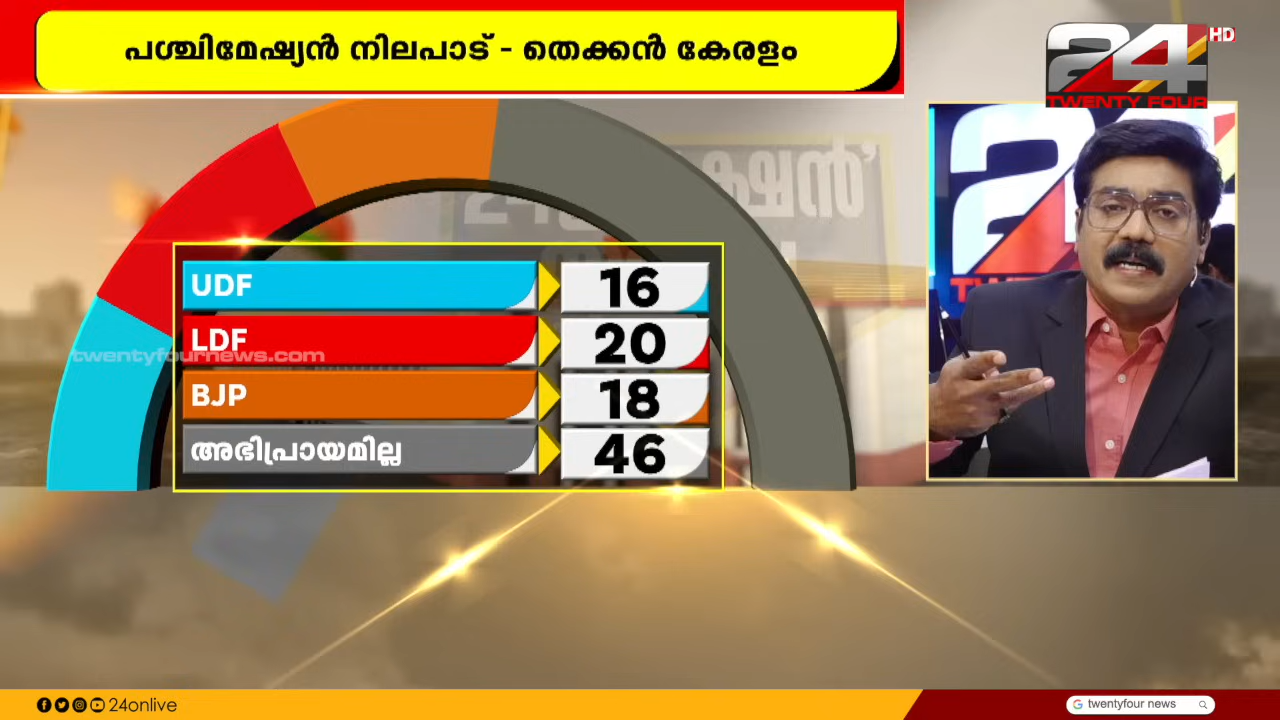 പശ്ചിമേഷ്യൻ നിലപാട് - തെക്കൻ കേരളം
24
HD
TWENTY FOUR
UDF 16
LDF 20
BJP 18
അഭിപ്രായമില്ല 46
twentyfournews.com
24onlive
twentyfour news